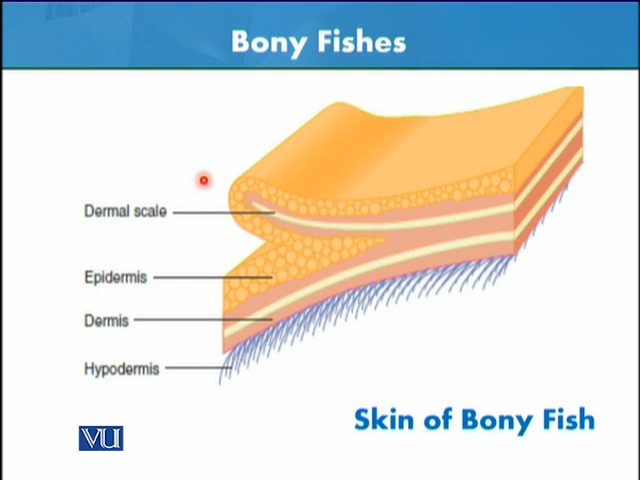 Bony Fishes
Dermal scale
Epidermis
Dermis
Hypodermis
Skin of Bony Fish
VU